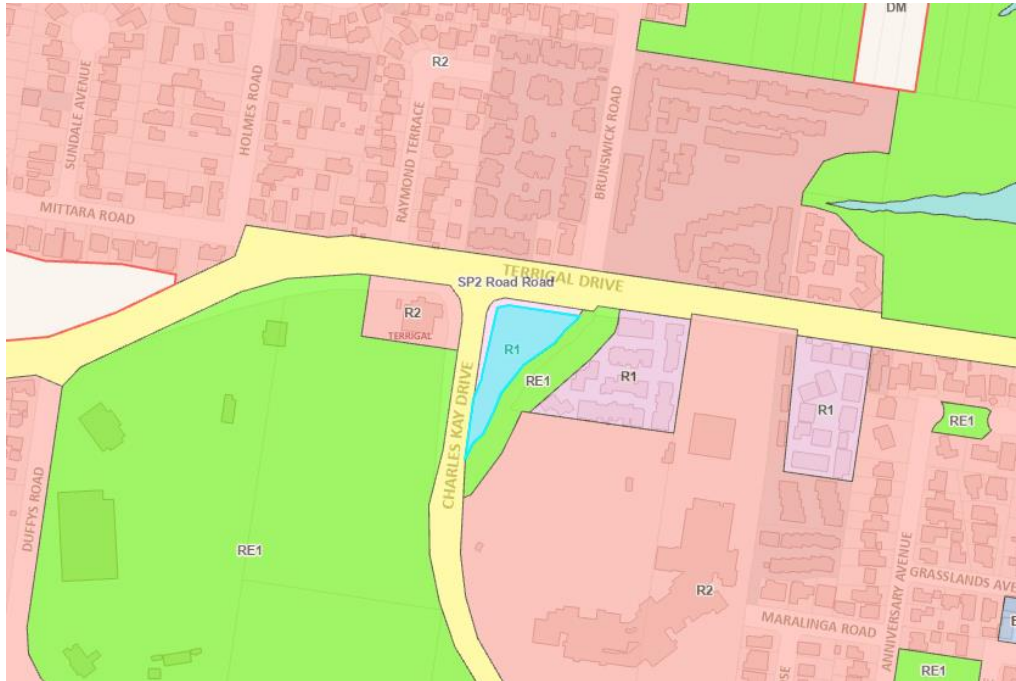 DM
R2
SUNDALE AVENUE
HOLMES ROAD
RAYMOND TERRACE
BRUNSWICK ROAD
MITTARA ROAD
TERRIGAL DRIVE
SP2 Road Road
R2
TERRIGAL
R1
RE1
R1
R1
RE1
CHARLES KAY DRIVE
DUFFYS ROAD
RE1
R2
GRASSLANDS AVE
MARALINGA ROAD
ANNIVERSARY AVENUE
RE1